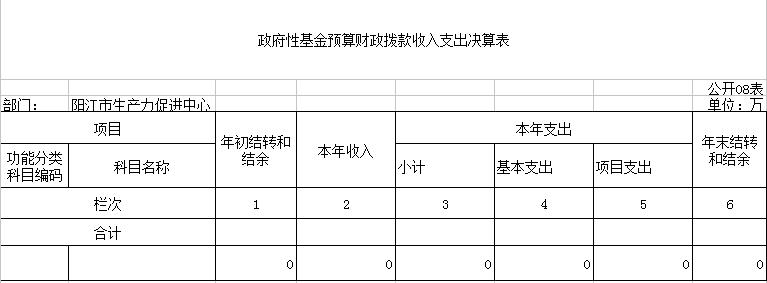 政府性基金预算财政拨款收入支出决算表
公开08表
部门： 阳江市生产力促进中心 单位：万
项目 年初结转和结余 本年收入 本年支出 年末结转和结余
功能分类科目编码 科目名称 小计 基本支出 项目支出
栏次 1 2 3 4 5 6
合计
0 0 0 0 0 0